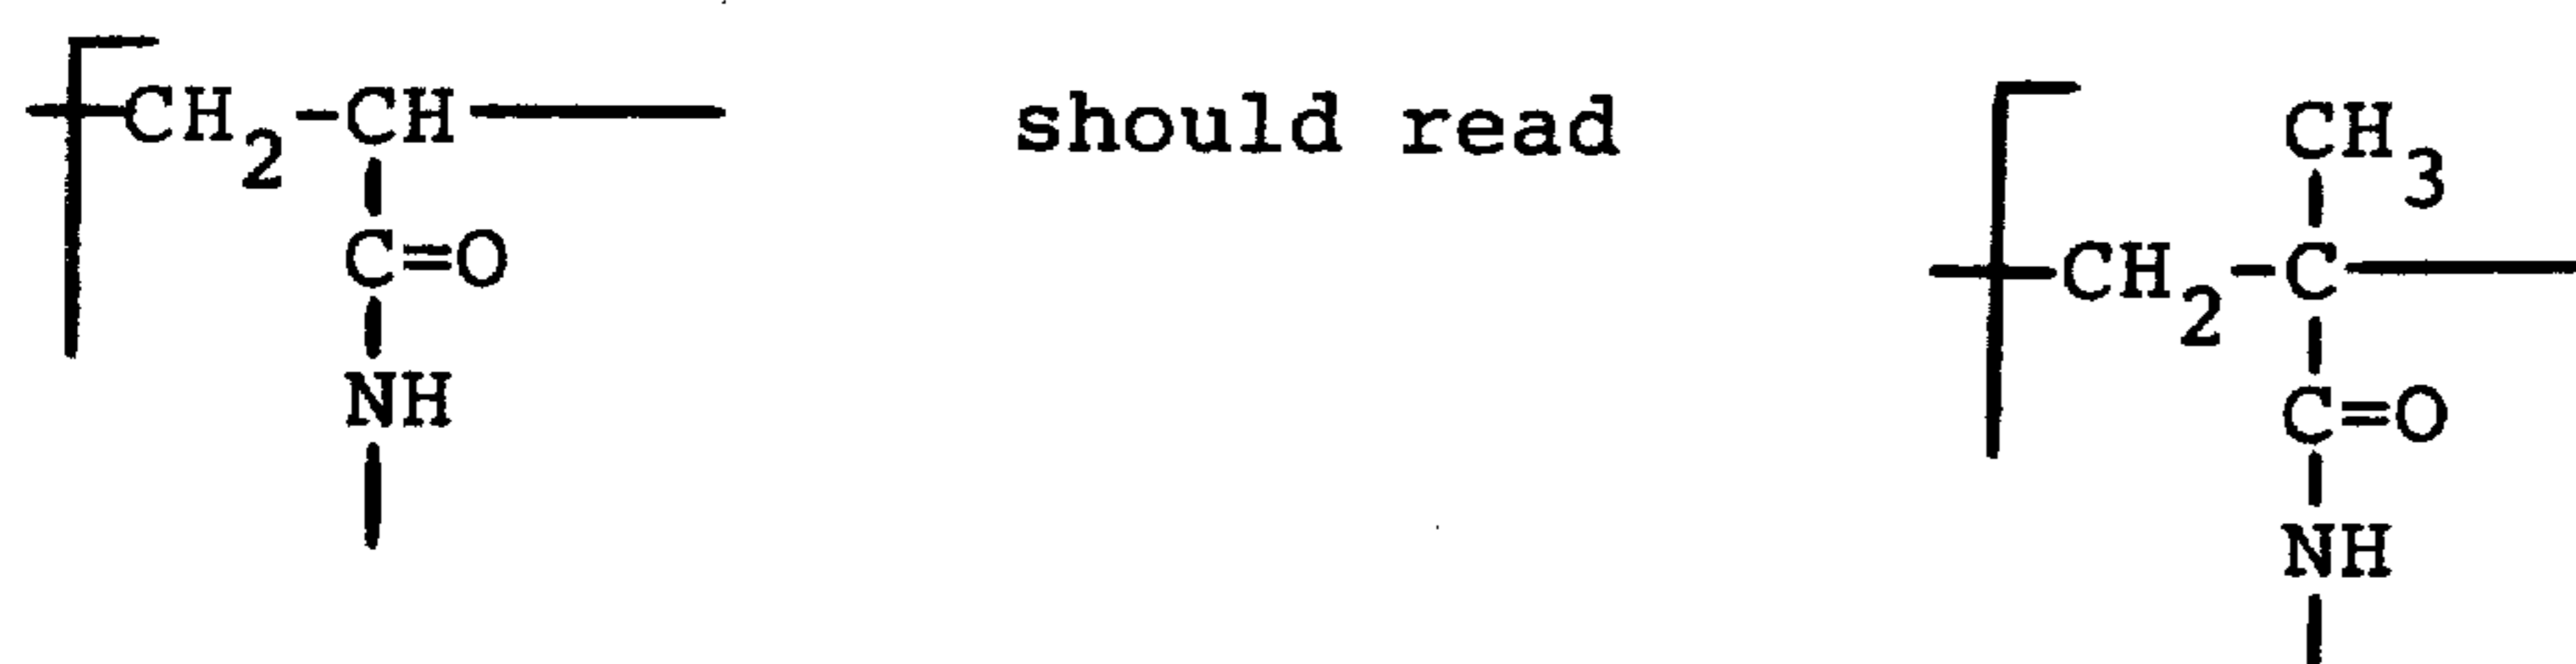 CH2-CH
C=O
NH
should read
CH3
CH2-C
C=O
NH